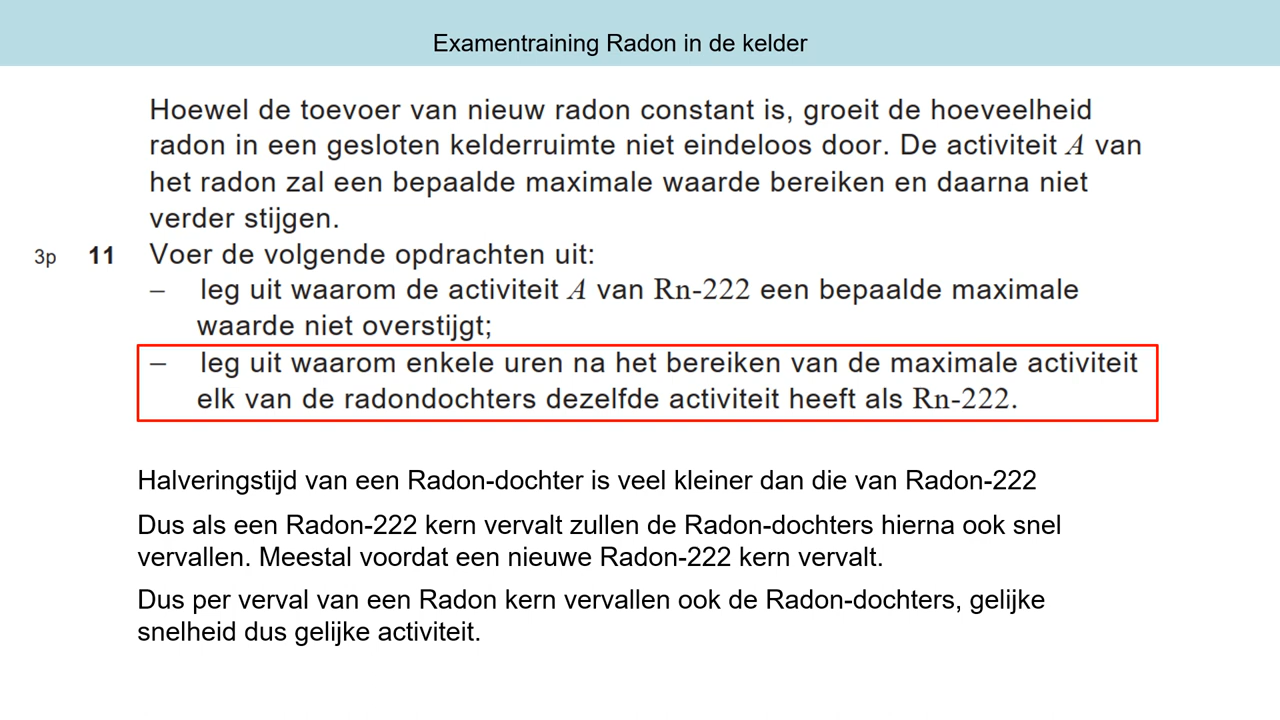 Examentraining Radon in de kelder
Hoewel de toevoer van nieuw radon constant is, groeit de hoeveelheid
radon in een gesloten kelderruimte niet eindeloos door. De activiteit A van
het radon zal een bepaalde maximale waarde bereiken en daarna niet
verder stijgen.
3p 11 Voer de volgende opdrachten uit:
– leg uit waarom de activiteit A van Rn-222 een bepaalde maximale
waarde niet overstijgt;
– leg uit waarom enkele uren na het bereiken van de maximale activiteit
elk van de radondochters dezelfde activiteit heeft als Rn-222.
Halveringstijd van een Radon-dochter is veel kleiner dan die van Radon-222
Dus als een Radon-222 kern vervalt zullen de Radon-dochters hierna ook snel
vervallen. Meestal voordat een nieuwe Radon-222 kern vervalt.
Dus per verval van een Radon kern vervallen ook de Radon-dochters, gelijke
snelheid dus gelijke activiteit.